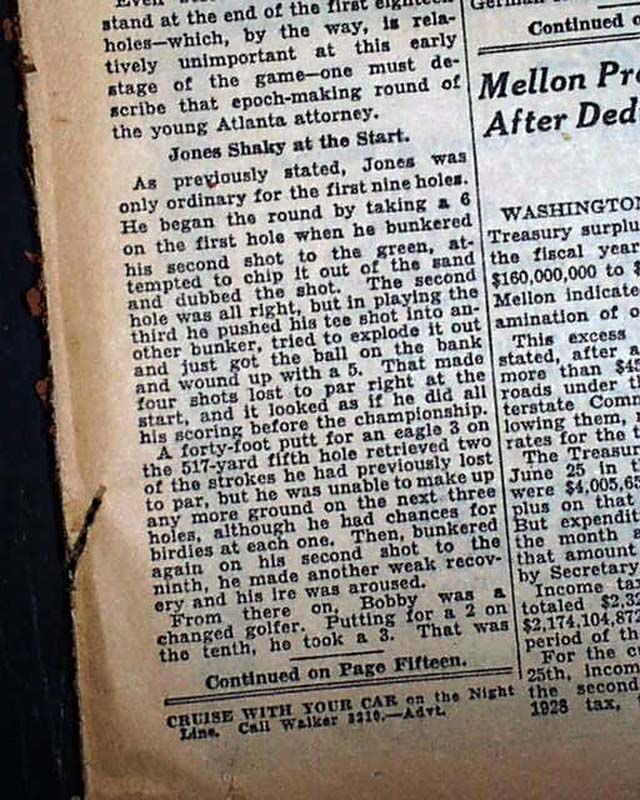 stand at the end of the first eighteen
holes—which, by the way, is rela-
tively unimportant at this early
stage of the game—one must de-
scribe that epoch-making round of
the young Atlanta attorney.
Jones Shaky at the Start.
As previously stated, Jones was
only ordinary for the first nine holes.
He began the round by taking a 6
on the first hole when he bunkered
his second shot to the green, at-
tempted to chip it out of the sand
and dubbed the shot. The second
hole was all right, but in playing the
third he pushed his tee shot into an-
other bunker, tried to explode it out
and just got the ball on the bank
and wound up with a 5. That made
four shots lost to par right at the
start, and it looked as if he did all
his scoring before the championship.
A forty-foot putt for an eagle 3 on
the 517-yard fifth hole retrieved two
of the strokes he had previously lost
to par, but he was unable to make up
any more ground on the next three
holes, although he had chances for
birdies at each one. Then, bunkered
again on his second shot to the
ninth, he made another weak recov-
ery and his ire was aroused.
From there on, Bobby was a
changed golfer. Putting for a 2 on
the tenth, he took a 3. That was
Continued on Page Fifteen.
CRUISE WITH YOUR CAR on the Night
Line. Call Walker 3210.—Advt.
Continued o
Mellon Pr
After Ded
WASHINGTON
Treasury surplu
the fiscal year
$160,000,000 to $
Mellon indicate
amination of o
This excess
stated, after a
more than $45
roads under t
terstate Comm
lowing them,
rates for the t
The Treasur
June 25 in t
were $4,005,65
plus on that
But expendit
the month a
that amount
by Secretary
Income tax
totaled $2,32
$2,174,104,872
period of th
For the cu
25th, incom
the second
1928 tax,